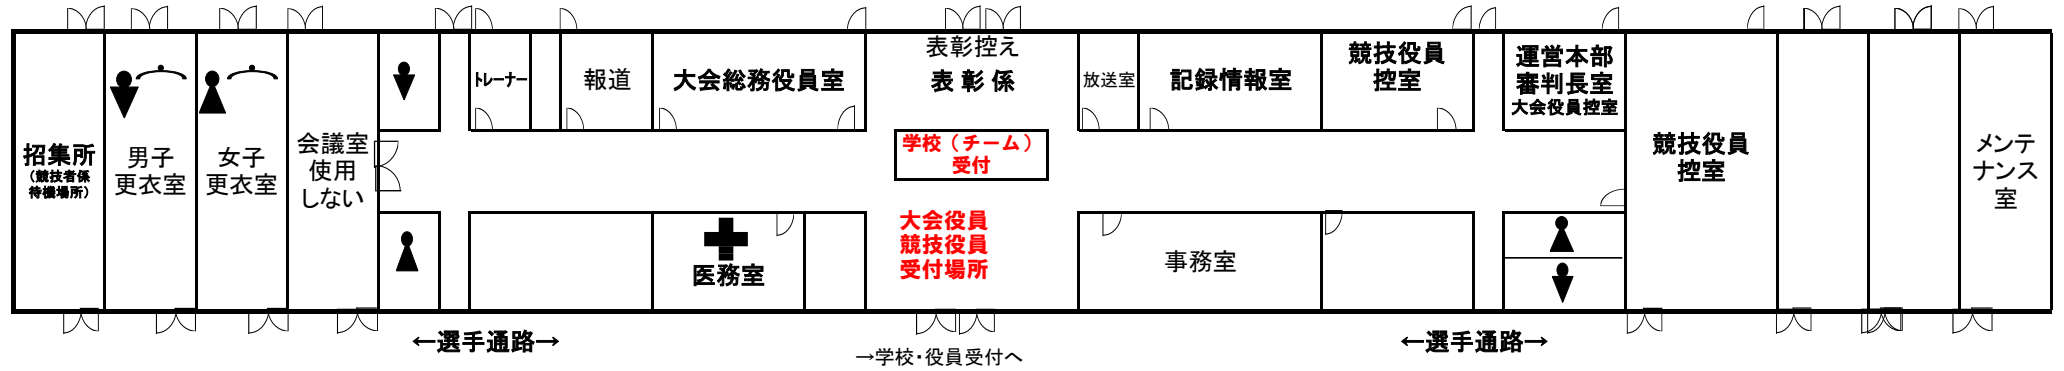 招集所
（競技者係
待機場所）
男子
更衣室
女子
更衣室
会議室
使用
しない
トレーナー
報道
大会総務役員室
医務室
表彰控え
表彰係
学校（チーム）
受付
大会役員
競技役員
受付場所
放送室
記録情報室
競技役員
控室
事務室
運営本部
審判長室
大会役員控室
競技役員
控室
メンテ
ナンス
室
←選手通路→
→学校・役員受付へ
←選手通路→